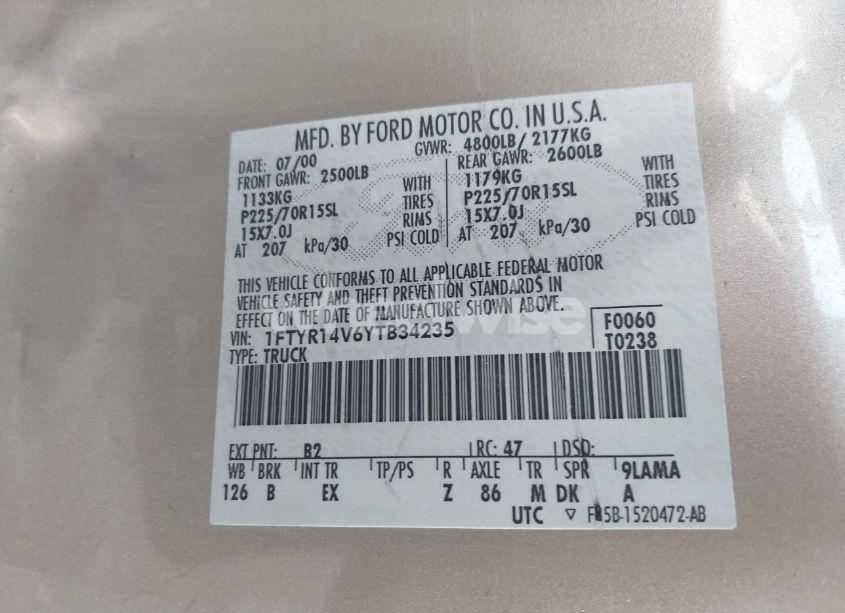 MFD. BY FORD MOTOR CO. IN U.S.A.
DATE: 07/00 GVWR: 4800LB/ 2177KG
FRONT GAWR: 2500LB REAR GAWR: 2600LB
1133KG WITH 1179KG WITH
P225/70R15SL TIRES P225/70R15SL TIRES
15X7.0J RIMS 15X7.0J RIMS
AT 207 kPa/30 PSI COLD AT 207 kPa/30 PSI COLD
THIS VEHICLE CONFORMS TO ALL APPLICABLE FEDERAL MOTOR
VEHICLE SAFETY AND THEFT PREVENTION STANDARDS IN
EFFECT ON THE DATE OF MANUFACTURE SHOWN ABOVE.
VIN: 1FTYR14V6YTB34235 F0060
TYPE: TRUCK T0238
EXT PNT: B2 RC: 47 DSO:
WB BRK INT TR TP/PS R AXLE TR SPR 9LAMA
126 B EX Z 86 M DK A
UTC